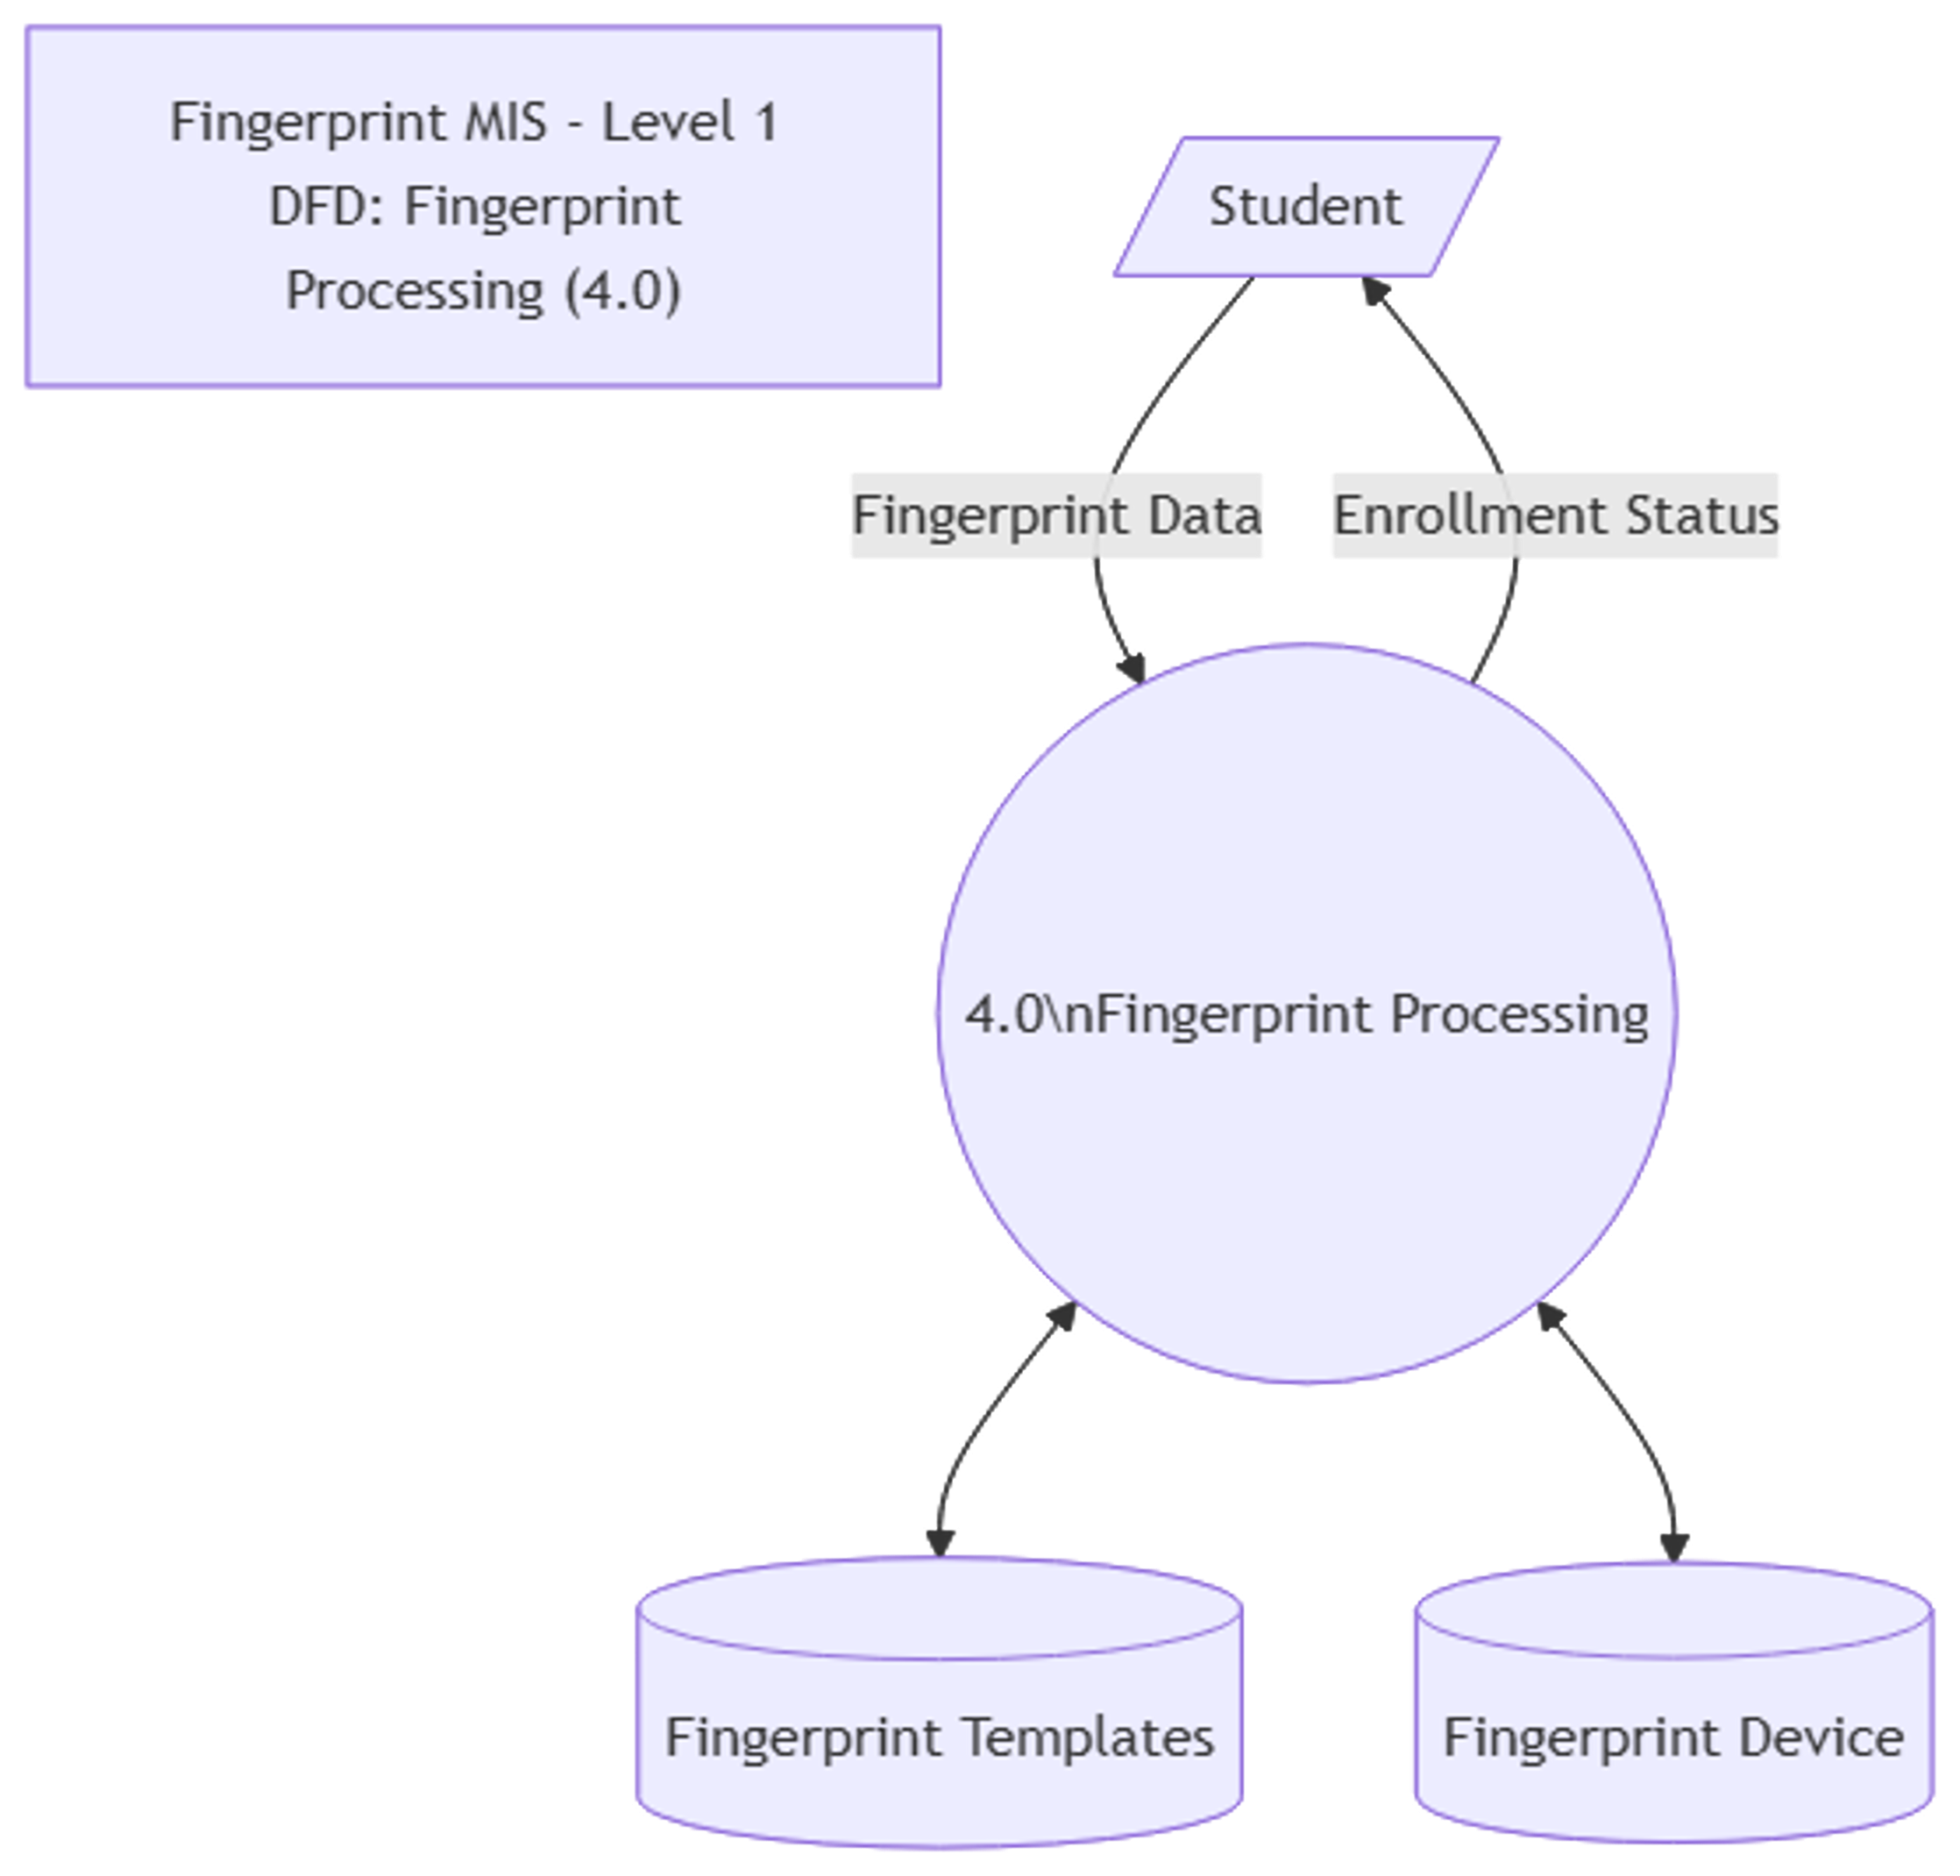 Fingerprint MIS - Level 1
DFD: Fingerprint
Processing (4.0)
Student
Fingerprint Data
Enrollment Status
4.0\nFingerprint Processing
Fingerprint Templates
Fingerprint Device